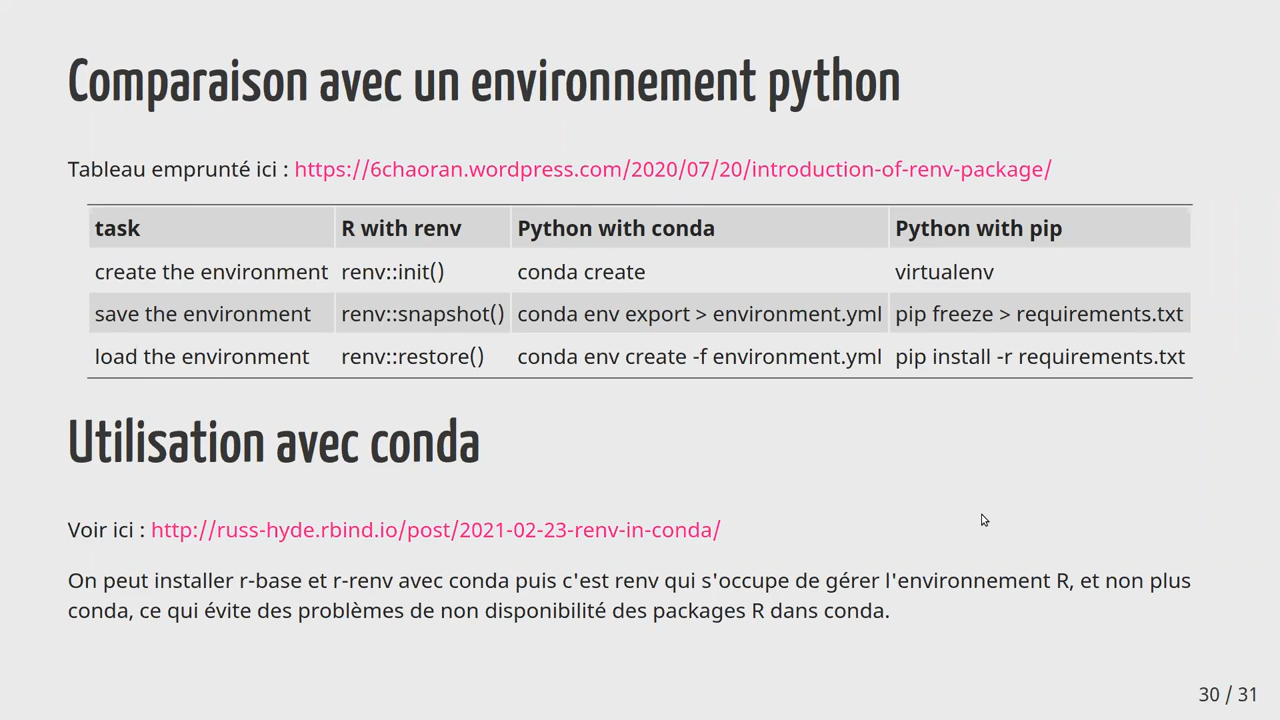 Comparaison avec un environnement python
Tableau emprunté ici : https://6chaoran.wordpress.com/2020/07/20/introduction-of-renv-package/
task R with renv Python with conda Python with pip
create the environment renv::init() conda create virtualenv
save the environment renv::snapshot() conda env export > environment.yml pip freeze > requirements.txt
load the environment renv::restore() conda env create -f environment.yml pip install -r requirements.txt
Utilisation avec conda
Voir ici : http://russ-hyde.rbind.io/post/2021-02-23-renv-in-conda/
On peut installer r-base et r-renv avec conda puis c'est renv qui s'occupe de gérer l'environnement R, et non plus
conda, ce qui évite des problèmes de non disponibilité des packages R dans conda.
30 / 31